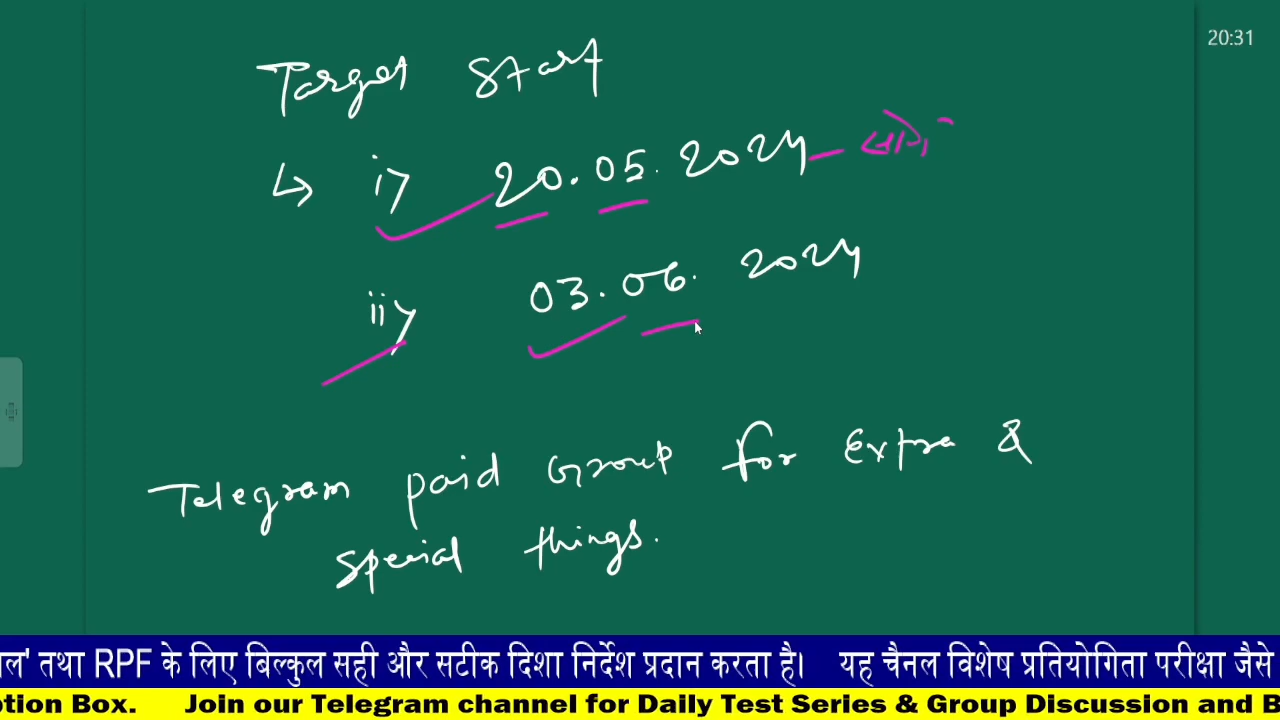 20:31
Target Start
↳ i> 20.05.2024 —
ii> 03.06.2024
Telegram paid Group for Extra &
Special things.
ल' तथा RPF के लिए बिल्कुल सही और सटीक दिशा निर्देश प्रदान करता है। यह चैनल विशेष प्रतियोगिता परीक्षा जैसे
ption Box. Join our Telegram channel for Daily Test Series & Group Discussion and B